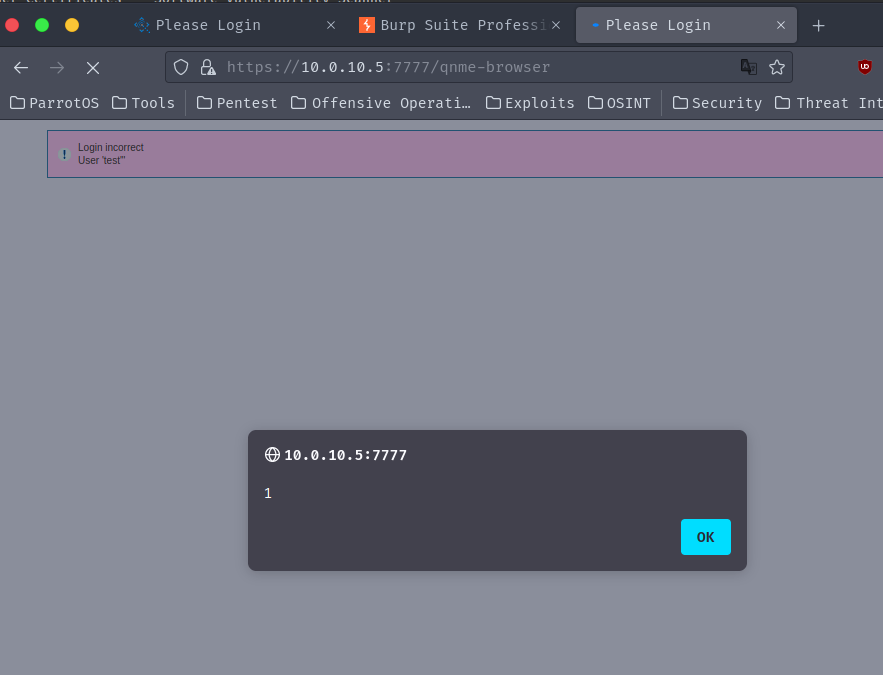 Please Login
Burp Suite Professi
Please Login
https://10.0.10.5:7777/qnme-browser
ParrotOS Tools Pentest Offensive Operati… Exploits OSINT Security Threat Int
Login incorrect
User 'test"'
10.0.10.5:7777
1
OK